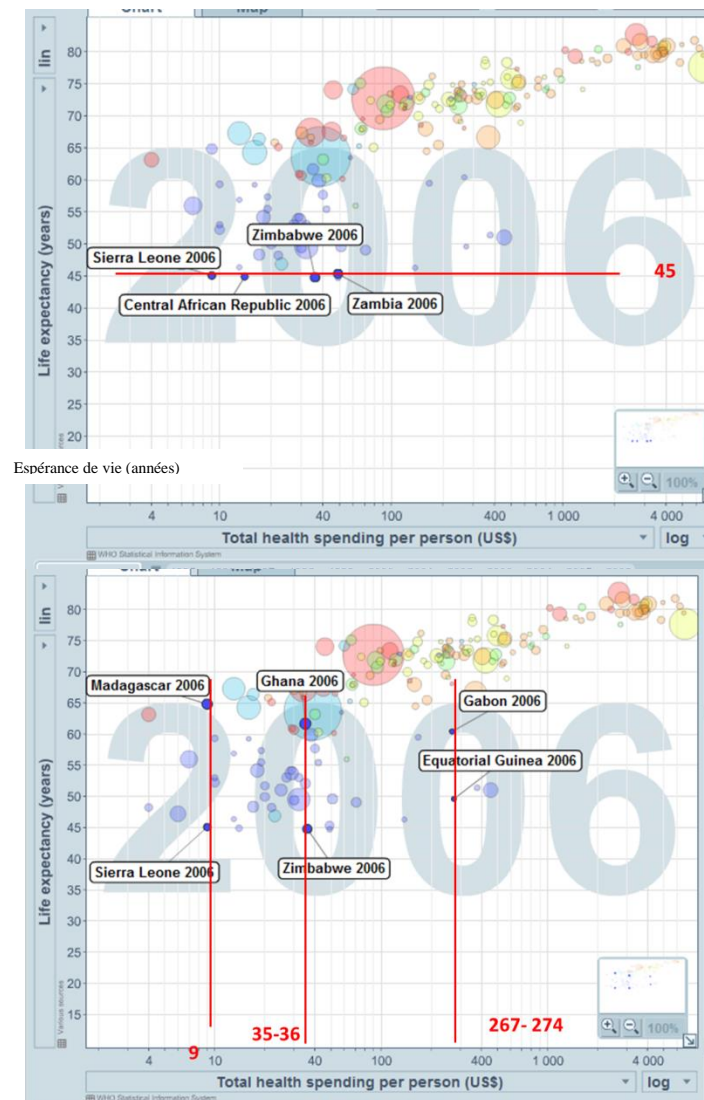 Chart Map
lin
80
75
70
65
60
55
50
45
40
35
30
25
20
Life expectancy (years)
2006
Zimbabwe 2006
Sierra Leone 2006
45
Central African Republic 2006
Zambia 2006
100%
Espérance de vie (années)
4 10 40 100 400 1 000 4 000
Total health spending per person (US$) log
WHO Statistical Information System
lin
80
75
70
65
60
55
50
45
40
35
30
25
20
15
Life expectancy (years)
Various sources
2006
Madagascar 2006
Ghana 2006
Gabon 2006
Equatorial Guinea 2006
Sierra Leone 2006
Zimbabwe 2006
100%
9
35-36
267- 274
4 10 40 100 400 1 000 4 000
Total health spending per person (US$) log
WHO Statistical Information System